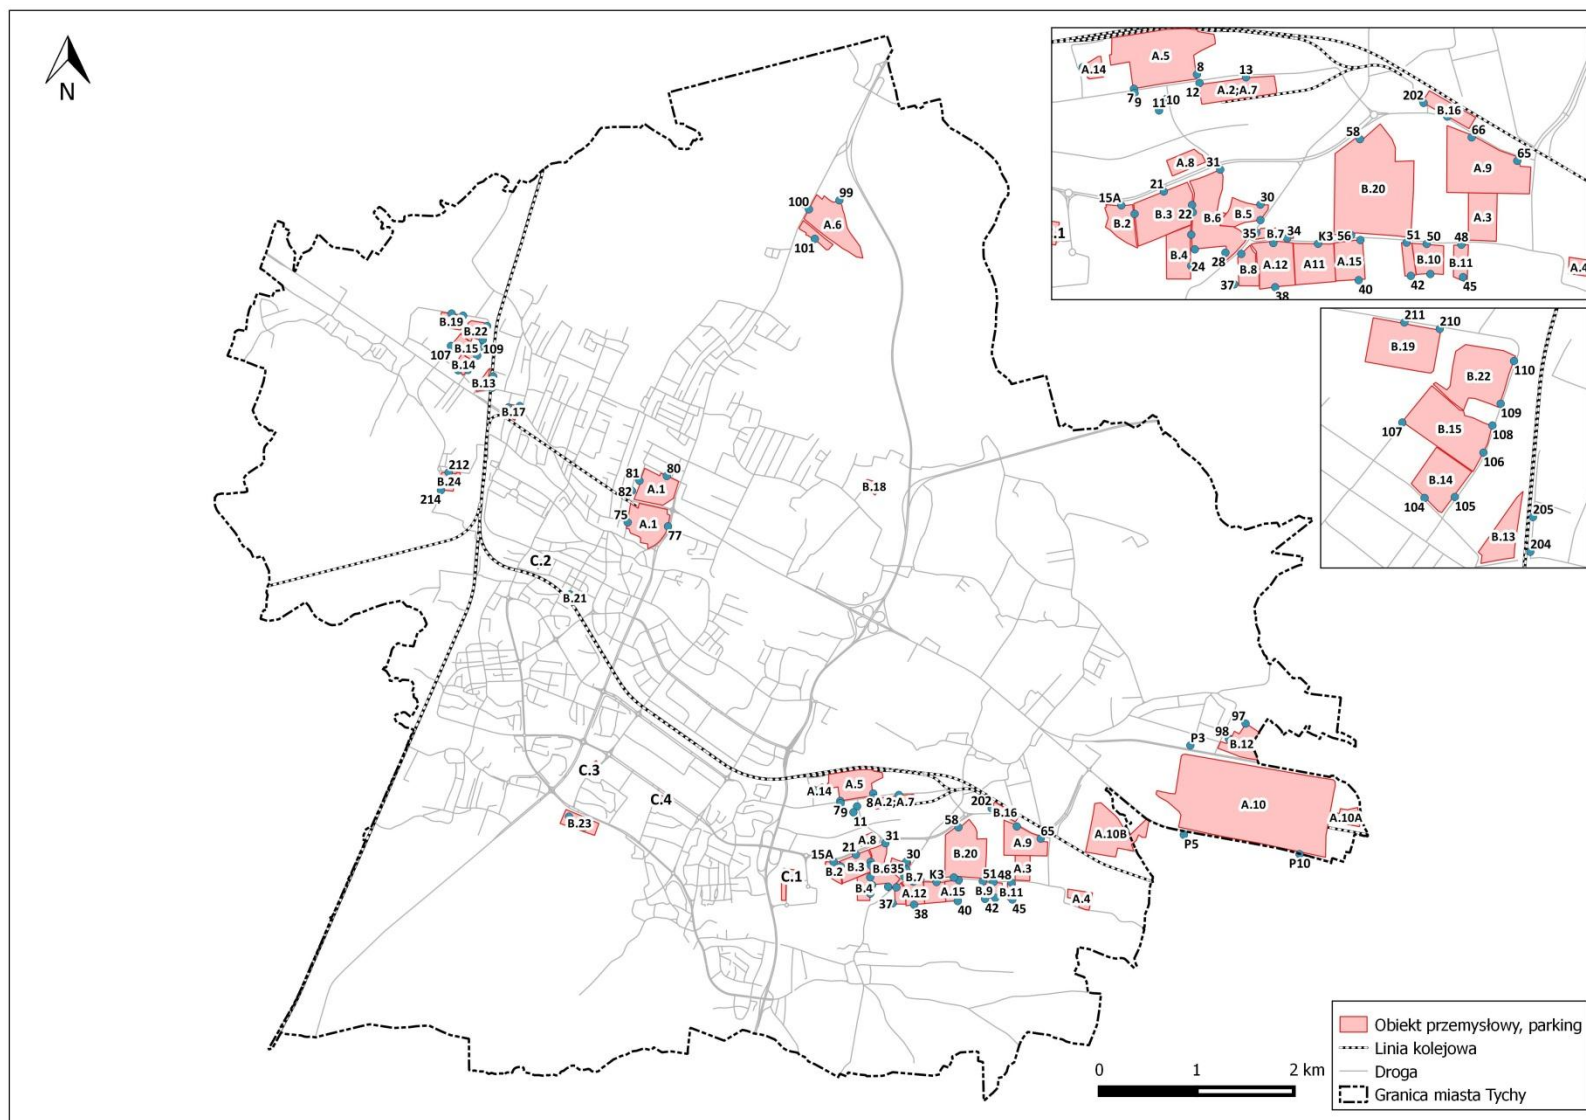 N
99
100
A.6
101
B.19
B.22
107
B.15
109
B.14
B.13
B.17
212
B.24
214
81
80
82
A.1
75
A.1
77
B.18
C.2
B.21
C.3
C.4
B.23
C.1
97
P3
98
B.12
A.10
A.10A
A.10B
P5
P10
A.5
A.14
8
A.2;A.7
79
11
202
B.16
58
65
A.9
A.8
31
15A
21
30
B.20
B.2
B.3
B.6
35
A.3
B.4
B.7
K3
51
48
A.12
A.15
B.9
B.11
A.4
37
38
40
42
45
A.5
A.14
8
13
7
9
12
A.2;A.7
11
10
202
B.16
58
66
65
A.8
31
A.9
15A
21
B.20
B.2
B.3
22
B.6
B.5
30
A.3
.1
35
B.7
34
K3
56
51
50
48
B.4
24
28
B.8
A.12
A11
A.15
B.10
B.11
A.4
37
38
40
42
45
211
210
B.19
B.22
110
109
107
B.15
108
106
B.14
104
105
205
B.13
204
0 1 2 km
Obiekt przemysłowy, parking
Linia kolejowa
Droga
Granica miasta Tychy